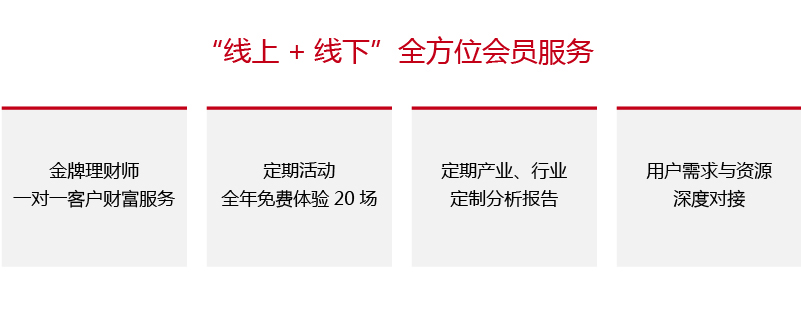 “线上 + 线下”全方位会员服务
金牌理财师
一对一客户财富服务
定期活动
全年免费体验 20 场
定期产业、行业
定制分析报告
用户需求与资源
深度对接